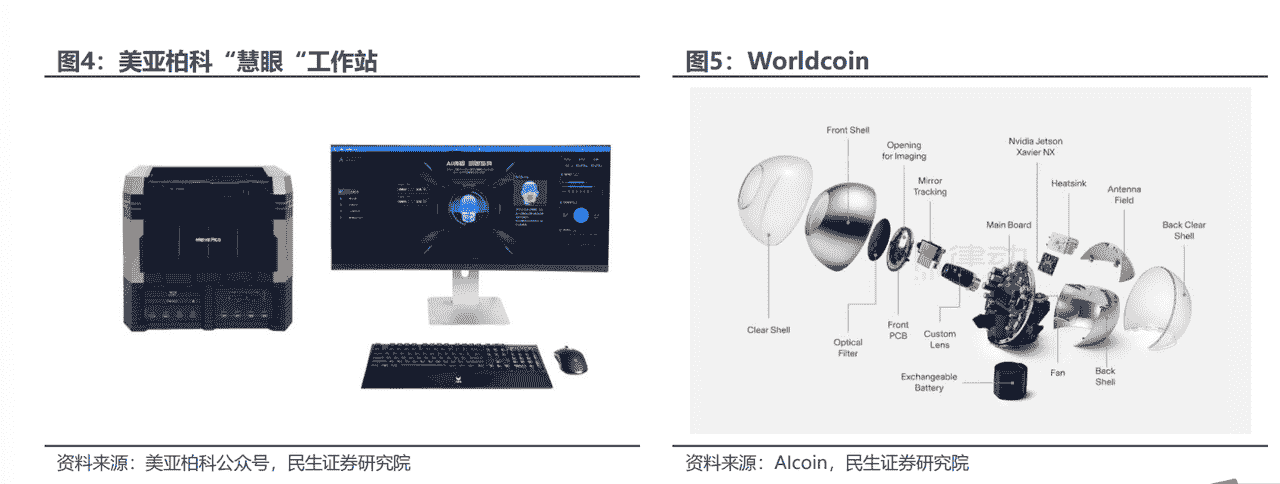 图4：美亚柏科“慧眼“工作站
图5：Worldcoin
Front Shell
Opening
for Imaging
Mirror
Tracking
Nvidia Jetson
Xavier NX
Heatsink
Antenna
Field
Main Board
Back Clear
Shell
律动
Clear Shell
Optical
Filter
Front
PCB
Custom
Lens
Exchangeable
Battery
Fan
Back
Shell
资料来源：美亚柏科公众号，民生证券研究院
资料来源：AIcoin，民生证券研究院